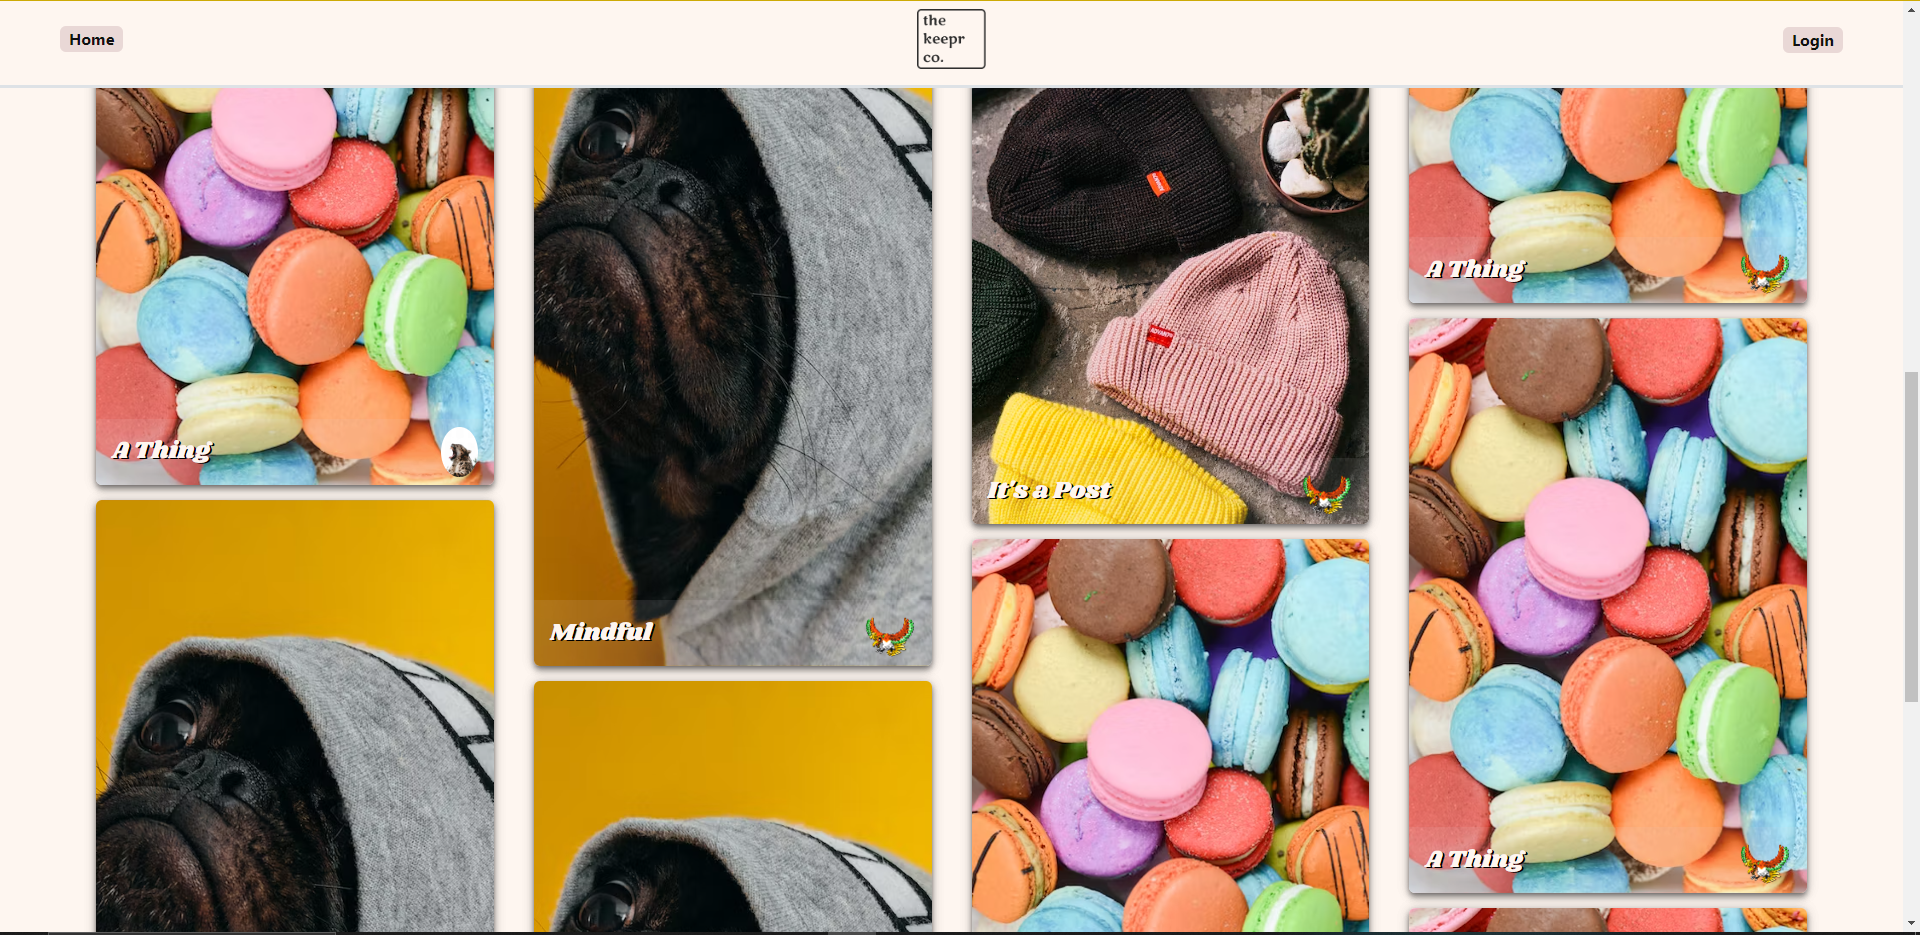 Home
the
keepr
co.
Login
A Thing
A Thing
It's a Post
Mindful
A Thing